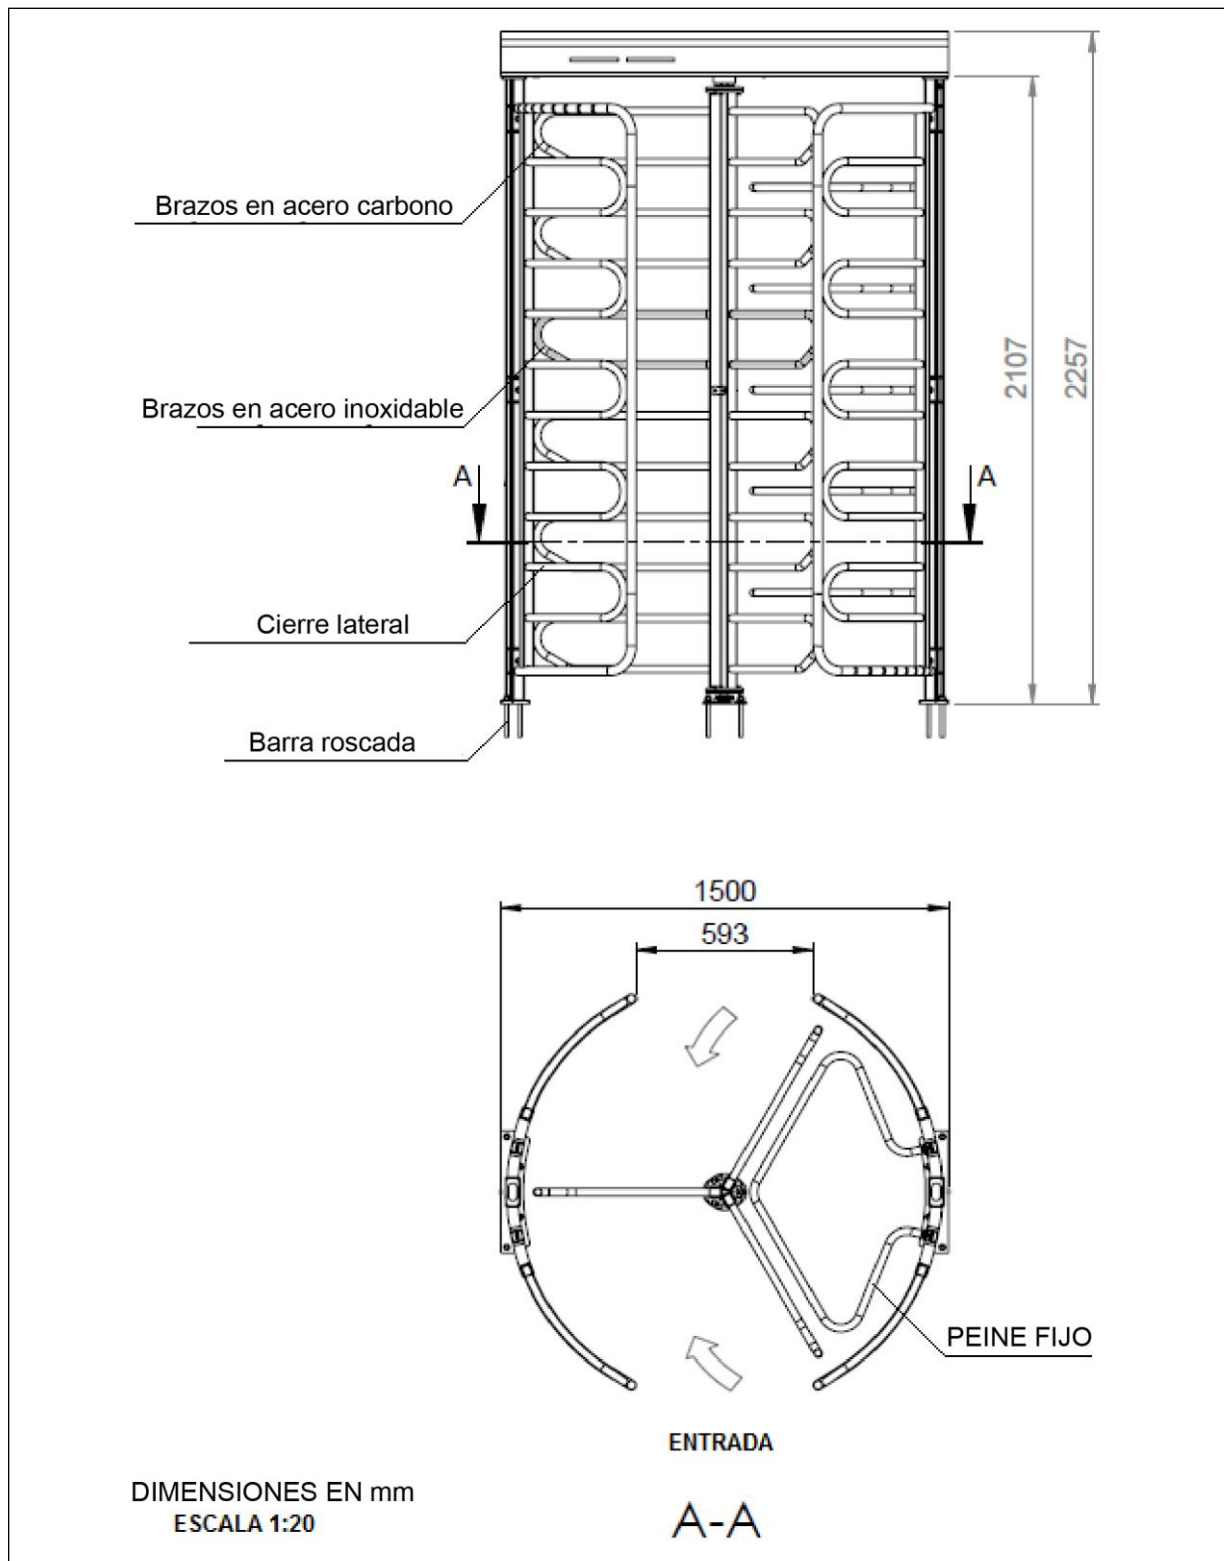 Brazos en acero carbono
2107
2257
Brazos en acero inoxidable
A
A
Cierre lateral
Barra roscada
1500
593
PEINE FIJO
ENTRADA
DIMENSIONES EN mm
ESCALA 1:20
A-A